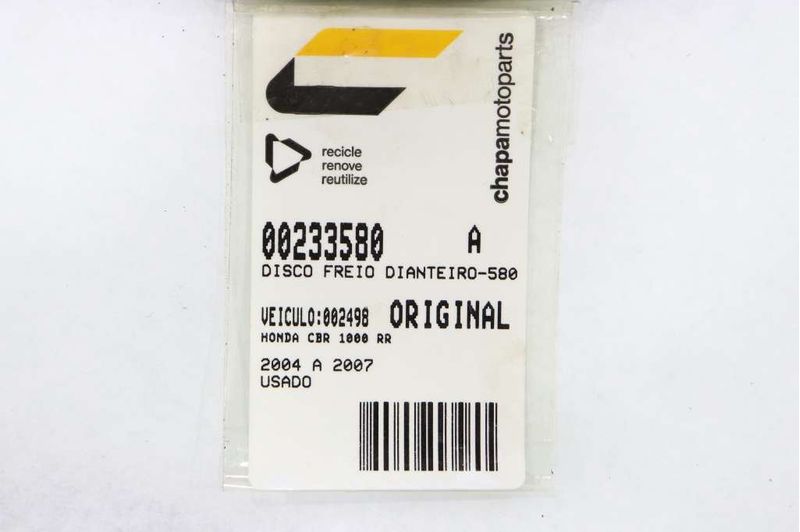 chapamotoparts
recicle
renove
reutilize
00233580 A
DISCO FREIO DIANTEIRO-580
VEICULO:002498 ORIGINAL
HONDA CBR 1000 RR
2004 A 2007
USADO